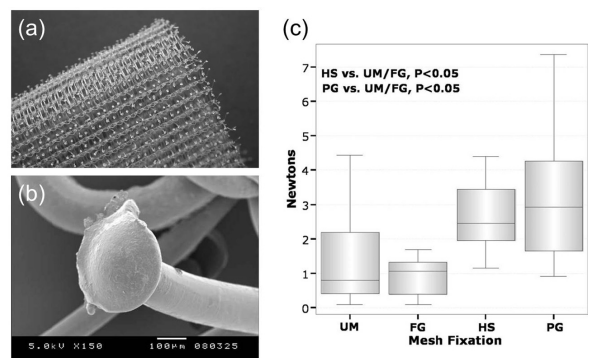 (a)
(b)
5.0kV X150 100μm 080325
(c)
HS vs. UM/FG, P<0.05
PG vs. UM/FG, P<0.05
Newtons
7
6
5
4
3
2
1
0
UM FG HS PG
Mesh Fixation